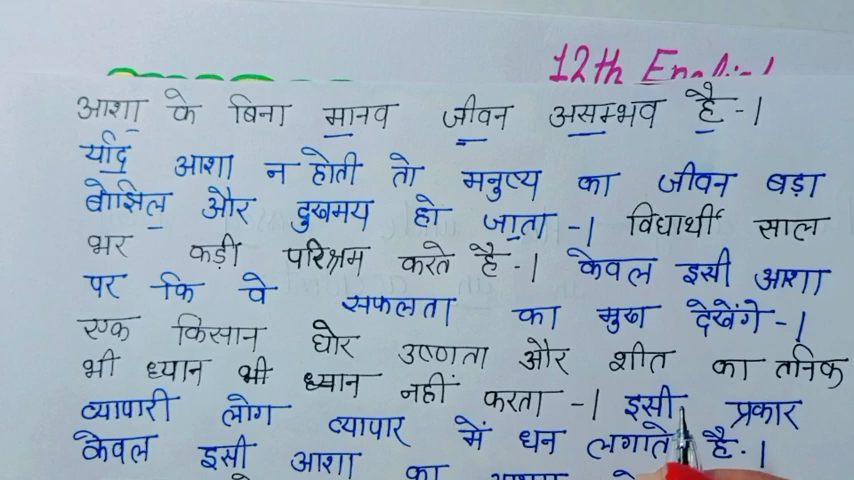 12th English
आशा के बिना मानव जीवन असम्भव है -।
यदि आशा न होती तो मनुष्य का जीवन बड़ा
बोझिल और दुखमय हो जाता -। विद्यार्थी साल
भर कड़ी परिश्रम करते है -। केवल इसी आशा
पर कि वे सफलता का मुख देखेंगे -।
एक किसान घोर उष्णता और शीत का तनिक
भी ध्यान भी ध्यान नहीं करता -। इसी प्रकार
व्यापारी लोग व्यापार में धन लगाते है -।
केवल इसी आशा का